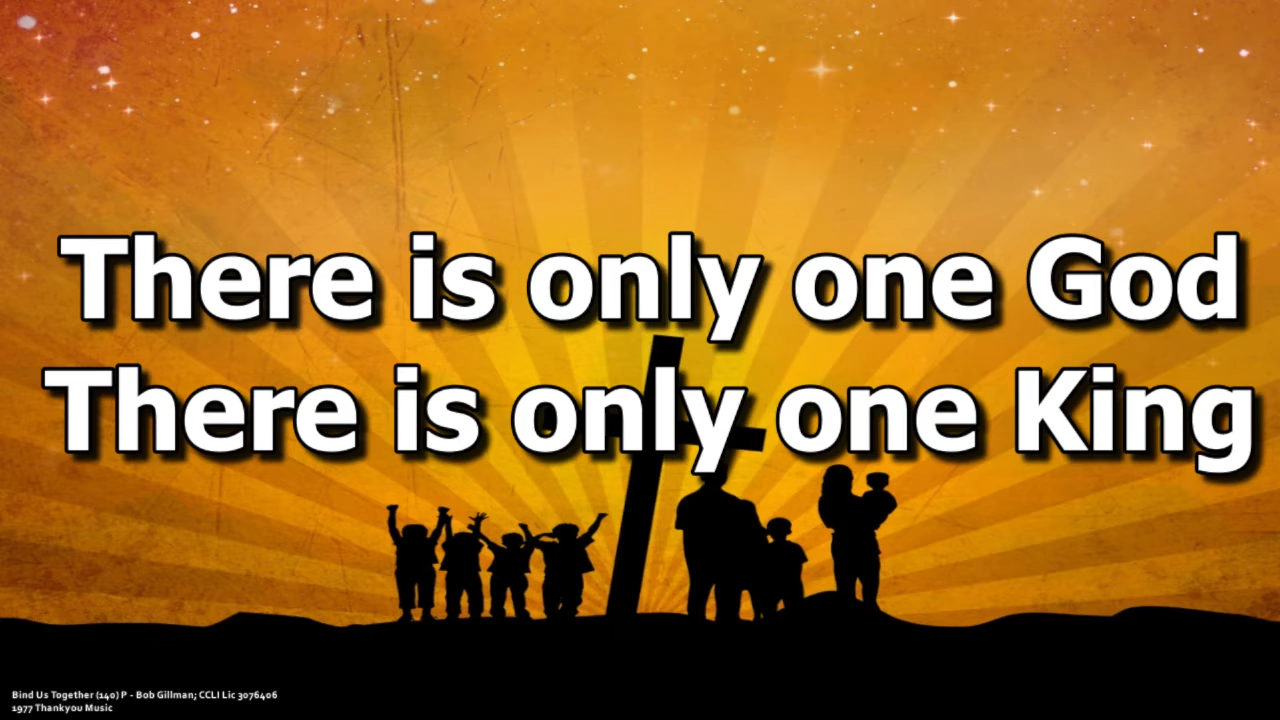 There is only one God
There is only one King
Bind Us Together (140) P - Bob Gillman; CCLI Lic 3076406
1977 Thankyou Music